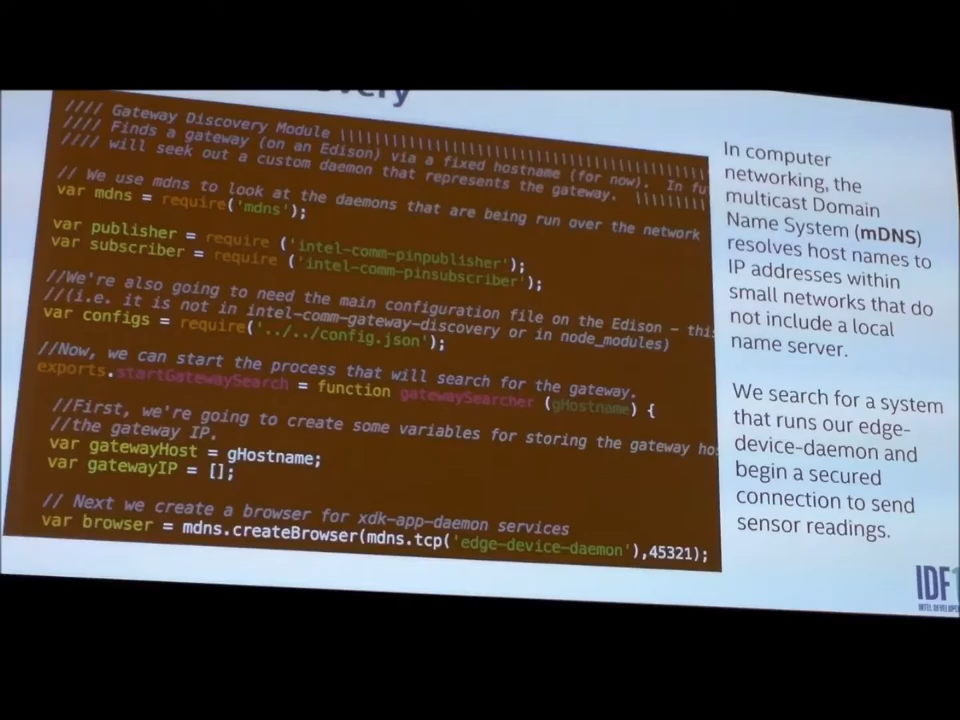 //// Gateway Discovery Module ||||||||||||||||||||||||||||||||||||||||
//// Finds a gateway (on an Edison) via a fixed hostname (for now). In
//// will seek out a custom daemon that represents the gateway. |||||||||
// We use mdns to look at the daemons that are being run over the network
var mdns = require('mdns');
var publisher = require ('intel-comm-pinpublisher');
var subscriber = require ('intel-comm-pinsubscriber');
//We're also going to need the main configuration file on the Edison - this
//(i.e. it is not in intel-comm-gateway-discovery or in node_modules)
var configs = require('../../config.json');
//Now, we can start the process that will search for the gateway.
exports.startGatewaySearch = function gatewaySearcher (gHostname) {
//First, we're going to create some variables for storing the gateway
//the gateway IP.
var gatewayHost = gHostname;
var gatewayIP = [];
// Next we create a browser for xdk-app-daemon services
var browser = mdns.createBrowser(mdns.tcp('edge-device-daemon'),45321);
In computer
networking, the
multicast Domain
Name System (mDNS)
resolves host names to
IP addresses within
small networks that do
not include a local
name server.
We search for a system
that runs our edge-
device-daemon and
begin a secured
connection to send
sensor readings.
IDF
INTEL DEVELOPER